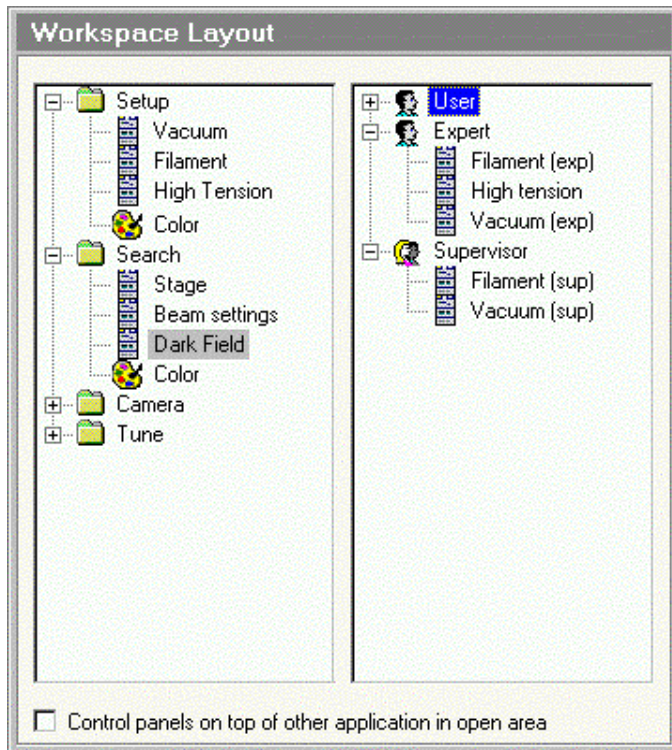 Workspace Layout
Setup
Vacuum
Filament
High Tension
Color
Search
Stage
Beam settings
Dark Field
Color
Camera
Tune
User
Expert
Filament (exp)
High tension
Vacuum (exp)
Supervisor
Filament (sup)
Vacuum (sup)
Control panels on top of other application in open area